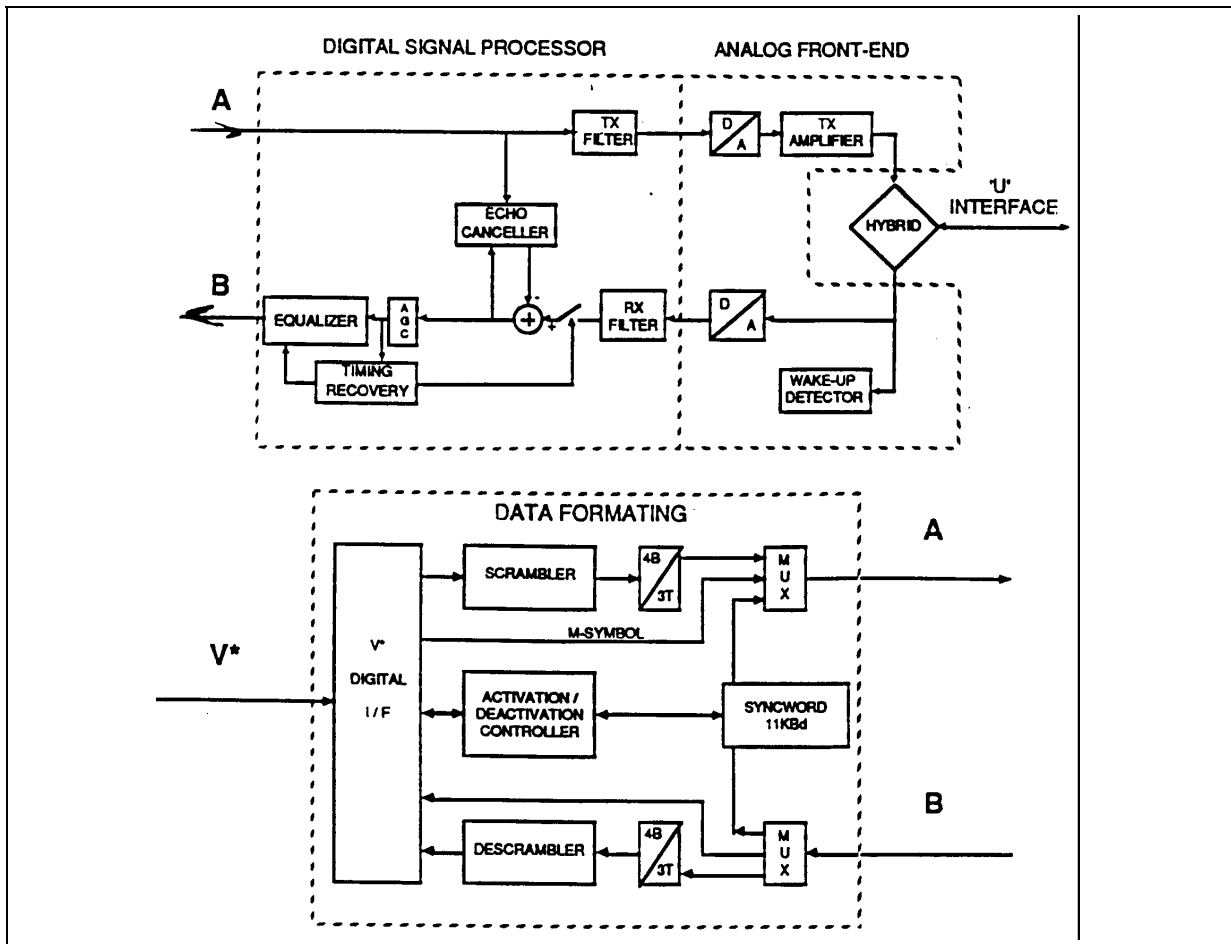 DIGITAL SIGNAL PROCESSOR
ANALOG FRONT-END
A
TX
FILTER
D
A
TX
AMPLIFIER
'U'
INTERFACE
HYBRID
ECHO
CANCELLER
B
EQUALIZER
A
G
C
-
+
+
RX
FILTER
D
A
TIMING
RECOVERY
WAKE-UP
DETECTOR
DATA FORMATING
A
V*
DIGITAL
I/F
SCRAMBLER
4B
3T
M
U
X
M-SYMBOL
V*
ACTIVATION /
DEACTIVATION
CONTROLLER
SYNCWORD
11KBd
B
DESCRAMBLER
4B
3T
M
U
X